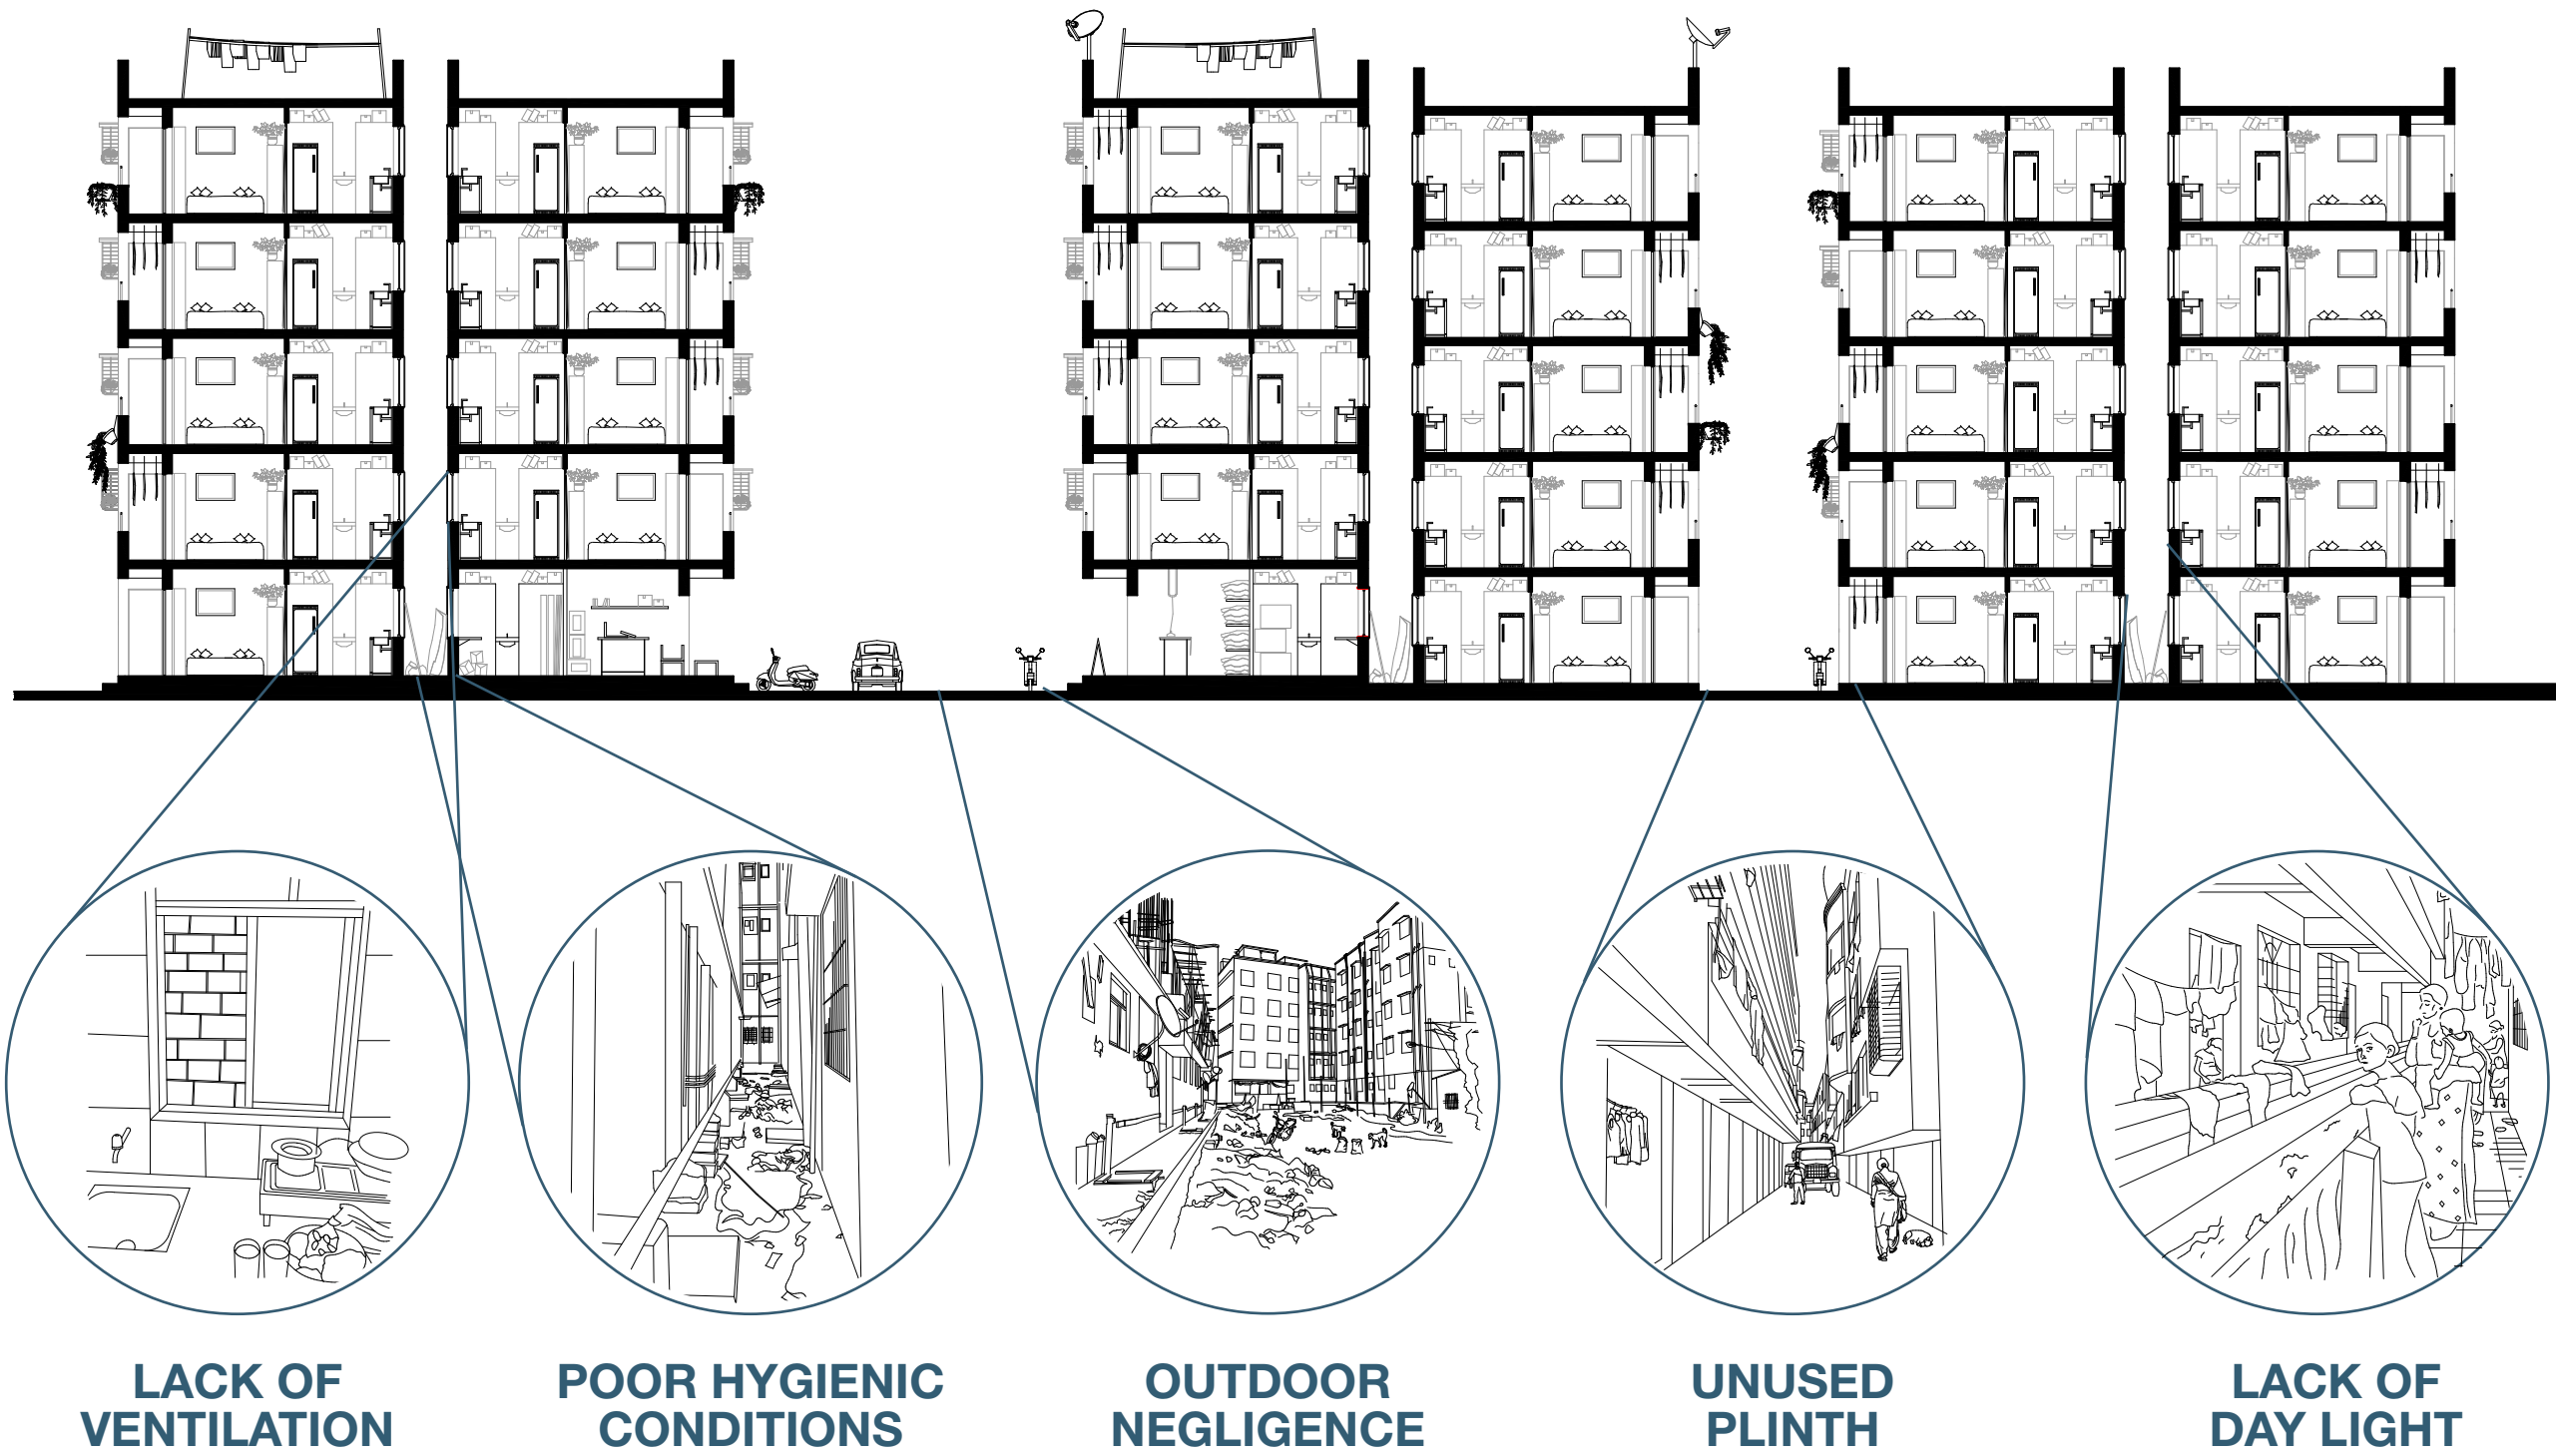 LACK OF
VENTILATION
POOR HYGIENIC
CONDITIONS
OUTDOOR
NEGLIGENCE
UNUSED
PLINTH
LACK OF
DAY LIGHT